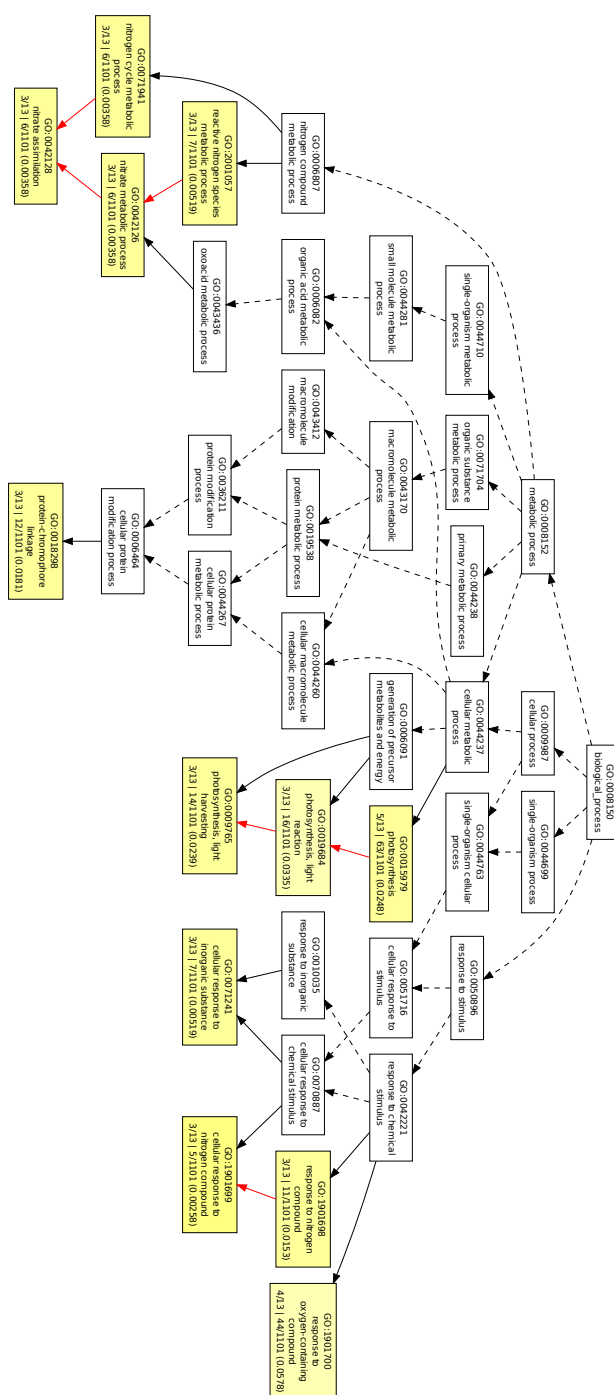 GO:0008150
biological_process
GO:0008152
metabolic process
GO:0009987
cellular process
GO:0044699
single-organism process
GO:0044710
single-organism metabolic
process
GO:0071704
organic substance
metabolic process
GO:0044238
primary metabolic process
GO:0044237
cellular metabolic
process
GO:0044763
single-organism cellular
process
GO:0050896
response to stimulus
GO:0044281
small molecule metabolic
process
GO:0043170
macromolecule metabolic
process
GO:0006091
generation of precursor
metabolites and energy
GO:0015979
photosynthesis
5/13 | 63/1101 (0.0248)
GO:0051716
cellular response to
stimulus
GO:0042221
response to chemical
stimulus
GO:0006807
nitrogen compound
metabolic process
GO:0006082
organic acid metabolic
process
GO:0043412
macromolecule
modification
GO:0019538
protein metabolic process
GO:0044260
cellular macromolecule
metabolic process
GO:0019684
photosynthesis, light
reaction
3/13 | 16/1101 (0.0335)
GO:0010035
response to inorganic
substance
GO:0070887
cellular response to
chemical stimulus
GO:1901698
response to nitrogen
compound
3/13 | 11/1101 (0.0153)
GO:1901700
response to
oxygen-containing
compound
4/13 | 44/1101 (0.0578)
GO:2001057
reactive nitrogen species
metabolic process
3/13 | 7/1101 (0.00519)
GO:0043436
oxoacid metabolic process
GO:0036211
protein modification
process
GO:0044267
cellular protein
metabolic process
GO:0009765
photosynthesis, light
harvesting
3/13 | 14/1101 (0.0239)
GO:0071241
cellular response to
inorganic substance
3/13 | 7/1101 (0.00519)
GO:1901699
cellular response to
nitrogen compound
3/13 | 5/1101 (0.00258)
GO:0071941
nitrogen cycle metabolic
process
3/13 | 6/1101 (0.00358)
GO:0042126
nitrate metabolic process
3/13 | 6/1101 (0.00358)
GO:0006464
cellular protein
modification process
GO:0042128
nitrate assimilation
3/13 | 6/1101 (0.00358)
GO:0018298
protein-chromophore
linkage
3/13 | 12/1101 (0.0181)